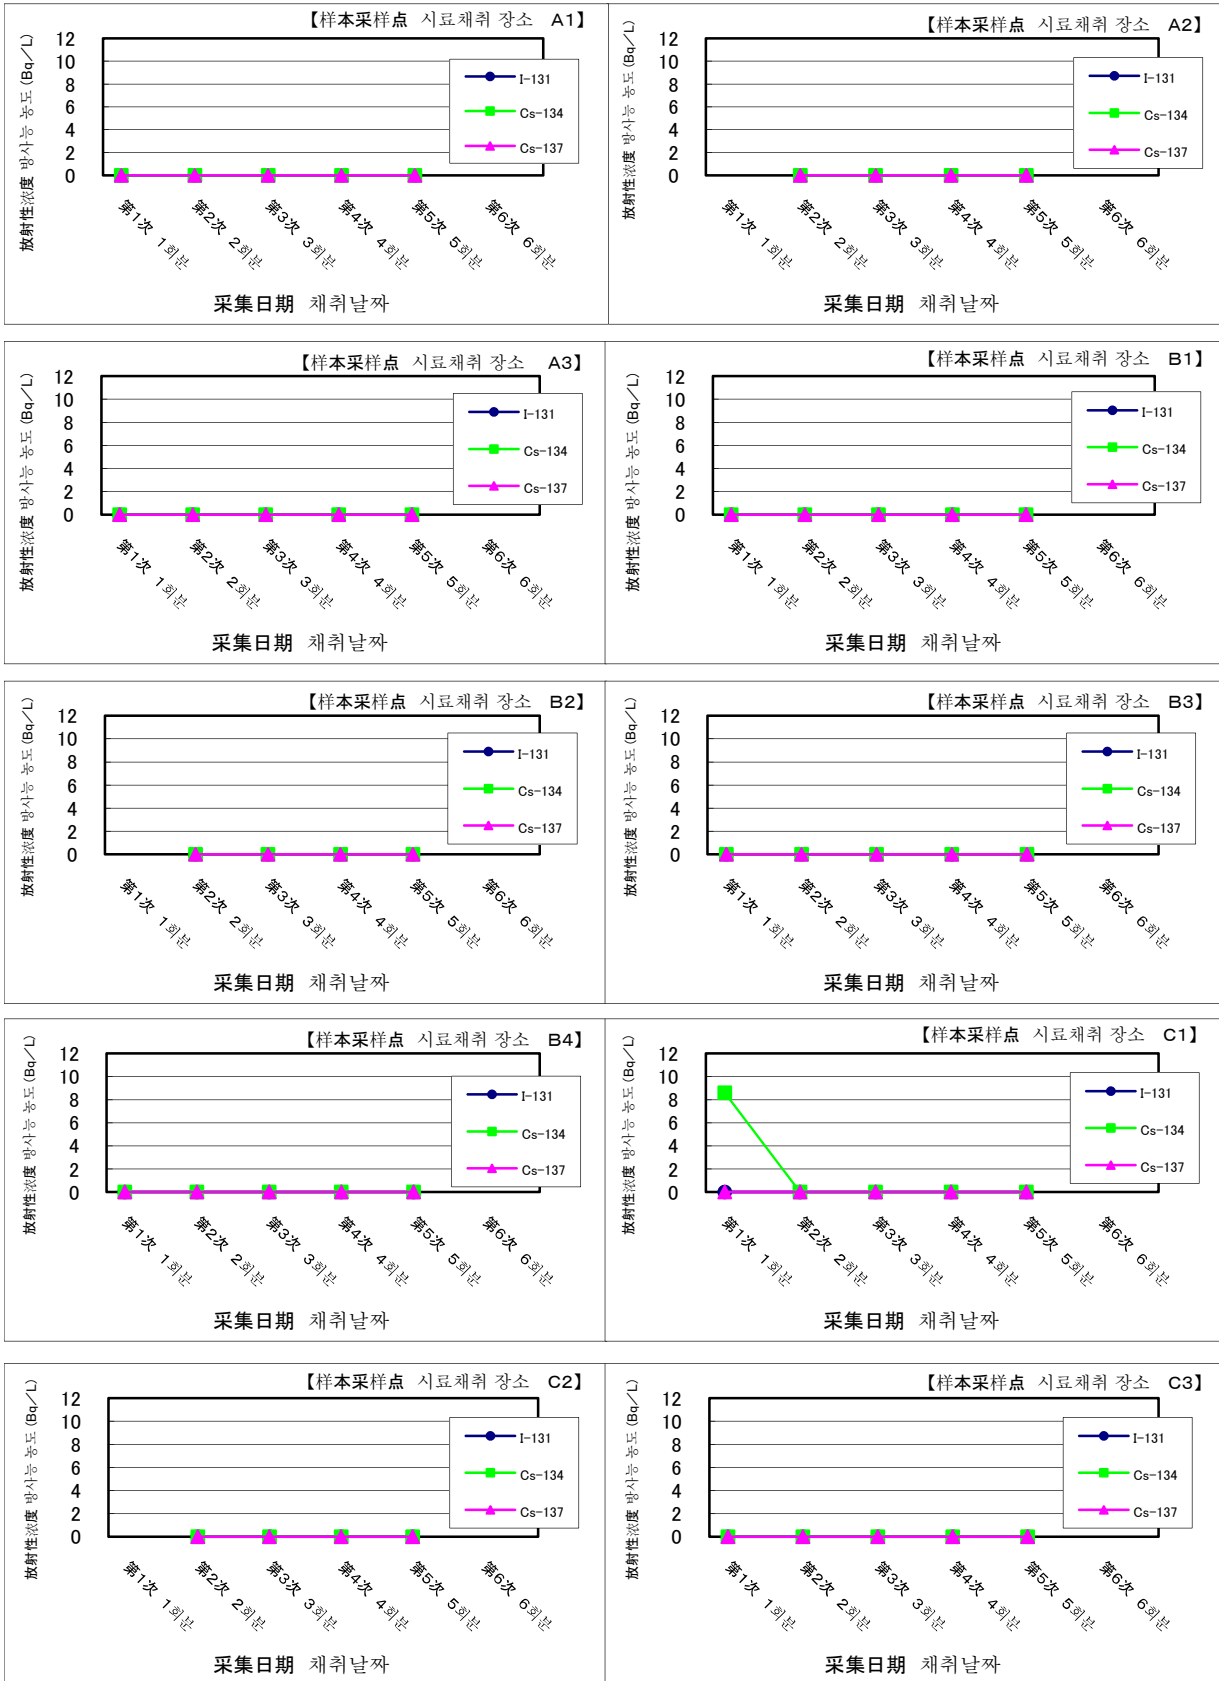 【样本采样点 시료채취 장소 A1】
放射性浓度 방사능 농도 (Bq/L)
12
10
8
6
4
2
0
I-131
Cs-134
Cs-137
第1次 1회분
第2次 2회분
第3次 3회분
第4次 4회분
第5次 5회분
第6次 6회분
采集日期 채취날짜
【样本采样点 시료채취 장소 A2】
放射性浓度 방사능 농도 (Bq/L)
12
10
8
6
4
2
0
I-131
Cs-134
Cs-137
第1次 1회분
第2次 2회분
第3次 3회분
第4次 4회분
第5次 5회분
第6次 6회분
采集日期 채취날짜
【样本采样点 시료채취 장소 A3】
放射性浓度 방사능 농도 (Bq/L)
12
10
8
6
4
2
0
I-131
Cs-134
Cs-137
第1次 1회분
第2次 2회분
第3次 3회분
第4次 4회분
第5次 5회분
第6次 6회분
采集日期 채취날짜
【样本采样点 시료채취 장소 B1】
放射性浓度 방사능 농도 (Bq/L)
12
10
8
6
4
2
0
I-131
Cs-134
Cs-137
第1次 1회분
第2次 2회분
第3次 3회분
第4次 4회분
第5次 5회분
第6次 6회분
采集日期 채취날짜
【样本采样点 시료채취 장소 B2】
放射性浓度 방사능 농도 (Bq/L)
12
10
8
6
4
2
0
I-131
Cs-134
Cs-137
第1次 1회분
第2次 2회분
第3次 3회분
第4次 4회분
第5次 5회분
第6次 6회분
采集日期 채취날짜
【样本采样点 시료채취 장소 B3】
放射性浓度 방사능 농도 (Bq/L)
12
10
8
6
4
2
0
I-131
Cs-134
Cs-137
第1次 1회분
第2次 2회분
第3次 3회분
第4次 4회분
第5次 5회분
第6次 6회분
采集日期 채취날짜
【样本采样点 시료채취 장소 B4】
放射性浓度 방사능 농도 (Bq/L)
12
10
8
6
4
2
0
I-131
Cs-134
Cs-137
第1次 1회분
第2次 2회분
第3次 3회분
第4次 4회분
第5次 5회분
第6次 6회분
采集日期 채취날짜
【样本采样点 시료채취 장소 C1】
放射性浓度 방사능 농도 (Bq/L)
12
10
8
6
4
2
0
I-131
Cs-134
Cs-137
第1次 1회분
第2次 2회분
第3次 3회분
第4次 4회분
第5次 5회분
第6次 6회분
采集日期 채취날짜
【样本采样点 시료채취 장소 C2】
放射性浓度 방사능 농도 (Bq/L)
12
10
8
6
4
2
0
I-131
Cs-134
Cs-137
第1次 1회분
第2次 2회분
第3次 3회분
第4次 4회분
第5次 5회분
第6次 6회분
采集日期 채취날짜
【样本采样点 시료채취 장소 C3】
放射性浓度 방사능 농도 (Bq/L)
12
10
8
6
4
2
0
I-131
Cs-134
Cs-137
第1次 1회분
第2次 2회분
第3次 3회분
第4次 4회분
第5次 5회분
第6次 6회분
采集日期 채취날짜